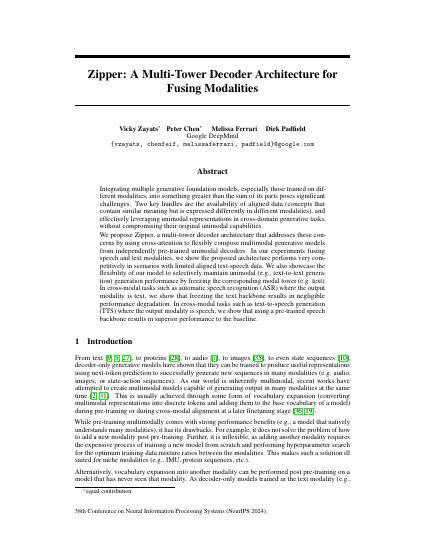 Zipper: A Multi-Tower Decoder Architecture for
Fusing Modalities
Vicky Zayats* Peter Chen* Melissa Ferrari Dirk Padfield
Google DeepMind
{vzayats, chenfeif, melissaferrari, padfield}@google.com
Abstract
Integrating multiple generative foundation models, especially those trained on dif-
ferent modalities, into something greater than the sum of its parts poses significant
challenges. Two key hurdles are the availability of aligned data (concepts that
contain similar meaning but is expressed differently in different modalities), and
effectively leveraging unimodal representations in cross-domain generative tasks,
without compromising their original unimodal capabilities.
We propose Zipper, a multi-tower decoder architecture that addresses these con-
cerns by using cross-attention to flexibly compose multimodal generative models
from independently pre-trained unimodal decoders. In our experiments fusing
speech and text modalities, we show the proposed architecture performs very com-
petitively in scenarios with limited aligned text-speech data. We also showcase the
flexibility of our model to selectively maintain unimodal (e.g., text-to-text genera-
tion) generation performance by freezing the corresponding modal tower (e.g. text).
In cross-modal tasks such as automatic speech recognition (ASR) where the output
modality is text, we show that freezing the text backbone results in negligible
performance degradation. In cross-modal tasks such as text-to-speech generation
(TTS) where the output modality is speech, we show that using a pre-trained speech
backbone results in superior performance to the baseline.
1 Introduction
From text [9, 5, 27], to proteins [28], to audio [7], to images [35], to even state sequences [10],
decoder-only generative models have shown that they can be trained to produce useful representations
using next-token prediction to successfully generate new sequences in many modalities (e.g. audio,
images, or state-action sequences). As our world is inherently multimodal, recent works have
attempted to create multimodal models capable of generating output in many modalities at the same
time [2, 31]. This is usually achieved through some form of vocabulary expansion (converting
multimodal representations into discrete tokens and adding them to the base vocabulary of a model)
during pre-training or during cross-modal alignment at a later finetuning stage [36, 19].
While pre-training multimodally comes with strong performance benefits (e.g., a model that natively
understands many modalities), it has its drawbacks. For example, it does not solve the problem of how
to add a new modality post pre-training. Further, it is inflexible, as adding another modality requires
the expensive process of training a new model from scratch and performing hyperparameter search
for the optimum training data mixture ratios between the modalities. This makes such a solution ill
suited for niche modalities (e.g., IMU, protein sequences, etc.).
Alternatively, vocabulary expansion into another modality can be performed post pre-training on a
model that has never seen that modality. As decoder-only models trained in the text modality (e.g.,
*equal contribution
38th Conference on Neural Information Processing Systems (NeurIPS 2024).